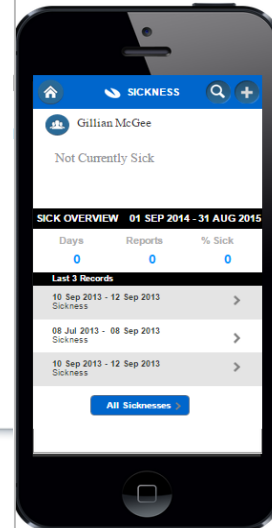 SICKNESS
Gillian McGee
Not Currently Sick
SICK OVERVIEW 01 SEP 2014 - 31 AUG 2015
Days Reports % Sick
0 0 0
Last 3 Records
10 Sep 2013 - 12 Sep 2013
Sickness
08 Jul 2013 - 08 Sep 2013
Sickness
10 Sep 2013 - 12 Sep 2013
Sickness
All Sicknesses >